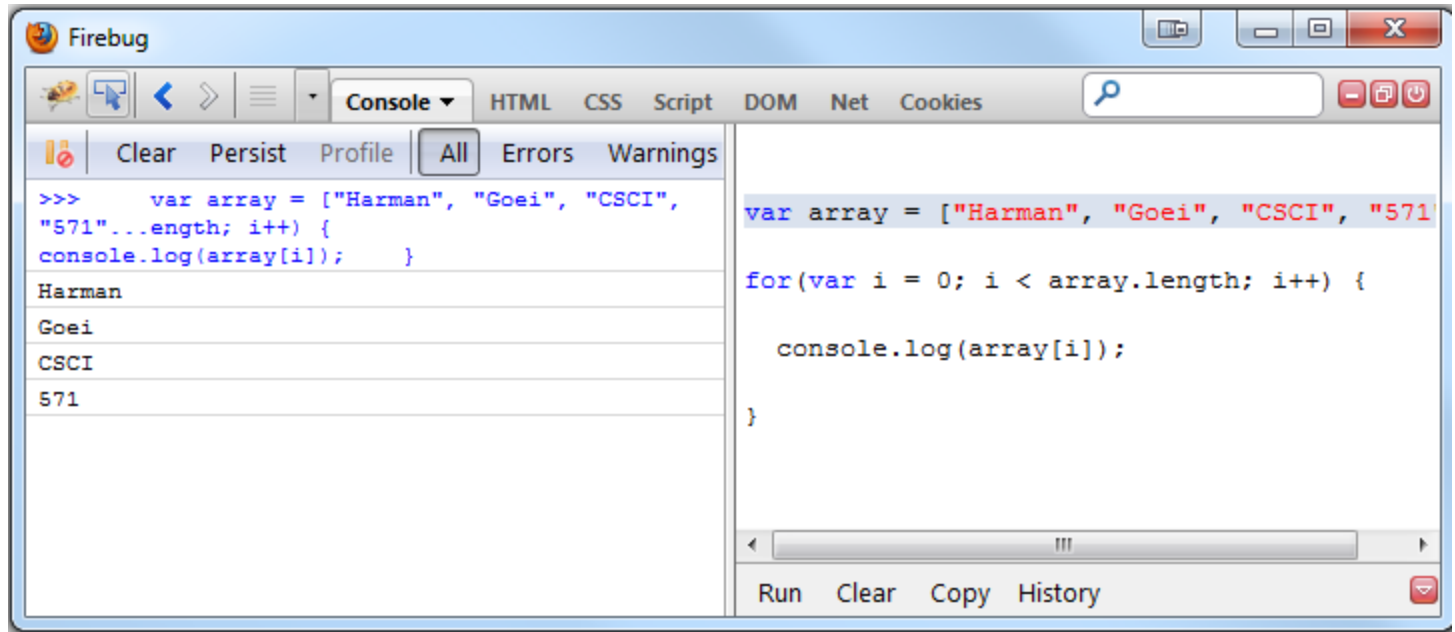 Firebug
Console HTML CSS Script DOM Net Cookies
Clear Persist Profile All Errors Warnings
>>> var array = ["Harman", "Goei", "CSCI",
"571"...ength; i++) {
console.log(array[i]); }
Harman
Goei
CSCI
571
var array = ["Harman", "Goei", "CSCI", "571"
for(var i = 0; i < array.length; i++) {
console.log(array[i]);
}
Run Clear Copy History